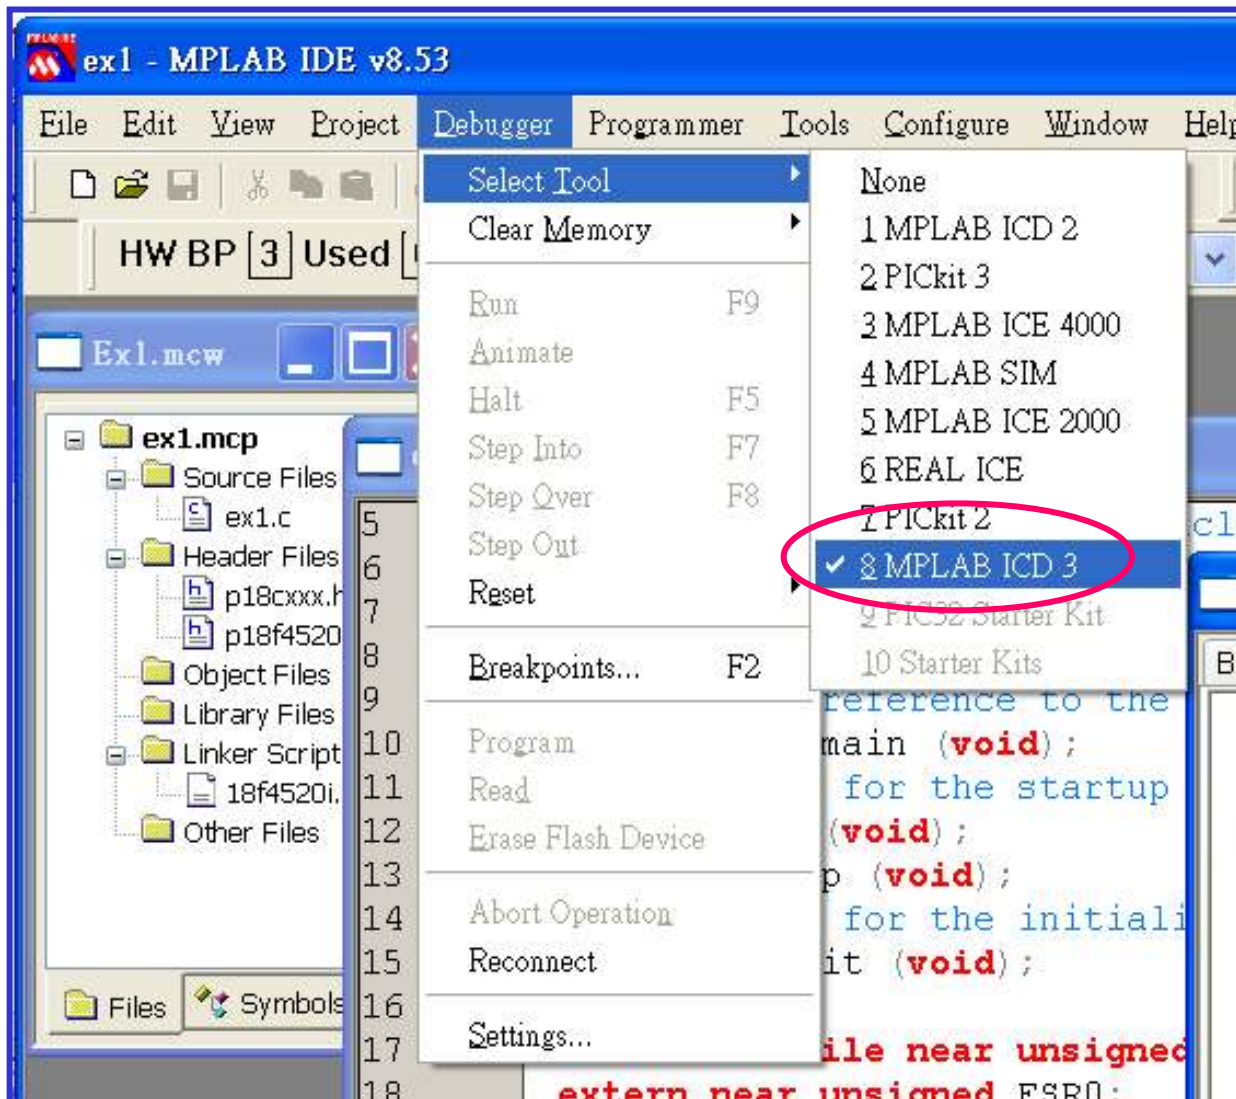 ex1 - MPLAB IDE v8.53
File Edit View Project Debugger Programmer Tools Configure Window Help
HW BP [3] Used
Select Tool
Clear Memory
Run F9
Animate
Halt F5
Step Into F7
Step Over F8
Step Out
Reset
Breakpoints... F2
Program
Read
Erase Flash Device
Abort Operation
Reconnect
Settings...
None
1 MPLAB ICD 2
2 PICkit 3
3 MPLAB ICE 4000
4 MPLAB SIM
5 MPLAB ICE 2000
6 REAL ICE
7 PICkit 2
8 MPLAB ICD 3
9 PIC32 Starter Kit
10 Starter Kits
Ex1.mcw
ex1.mcp
Source Files
ex1.c
Header Files
p18cxxx.h
p18f4520
Object Files
Library Files
Linker Script
18f4520i.
Other Files
Files Symbols
5 cl
6
7
8
9 reference to the
10 main (void);
11 for the startup
12 (void);
13 p (void);
14 for the initiali
15 it (void);
16
17 ile near unsigned
18 extern near unsigned FSR0;
B